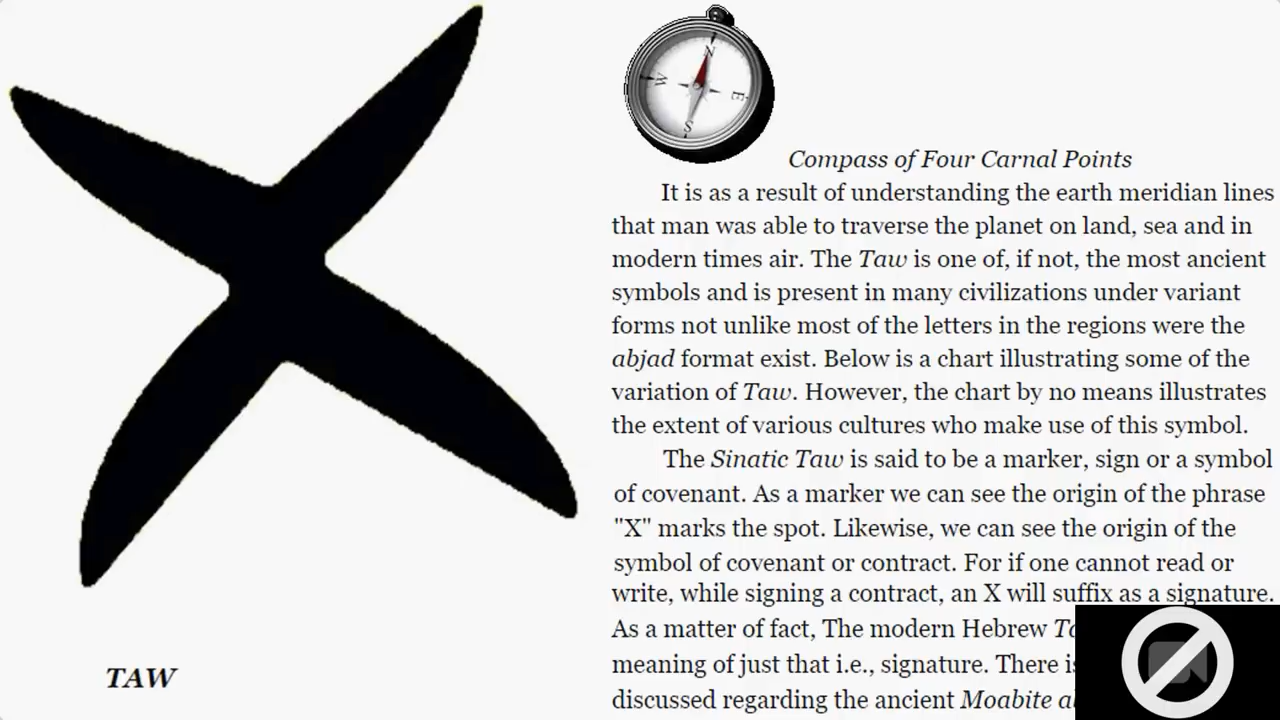 N
W
E
S
Compass of Four Carnal Points
It is as a result of understanding the earth meridian lines
that man was able to traverse the planet on land, sea and in
modern times air. The Taw is one of, if not, the most ancient
symbols and is present in many civilizations under variant
forms not unlike most of the letters in the regions were the
abjad format exist. Below is a chart illustrating some of the
variation of Taw. However, the chart by no means illustrates
the extent of various cultures who make use of this symbol.
The Sinatic Taw is said to be a marker, sign or a symbol
of covenant. As a marker we can see the origin of the phrase
"X" marks the spot. Likewise, we can see the origin of the
symbol of covenant or contract. For if one cannot read or
write, while signing a contract, an X will suffix as a signature.
As a matter of fact, The modern Hebrew
meaning of just that i.e., signature. There
discussed regarding the ancient Moabite
TAW